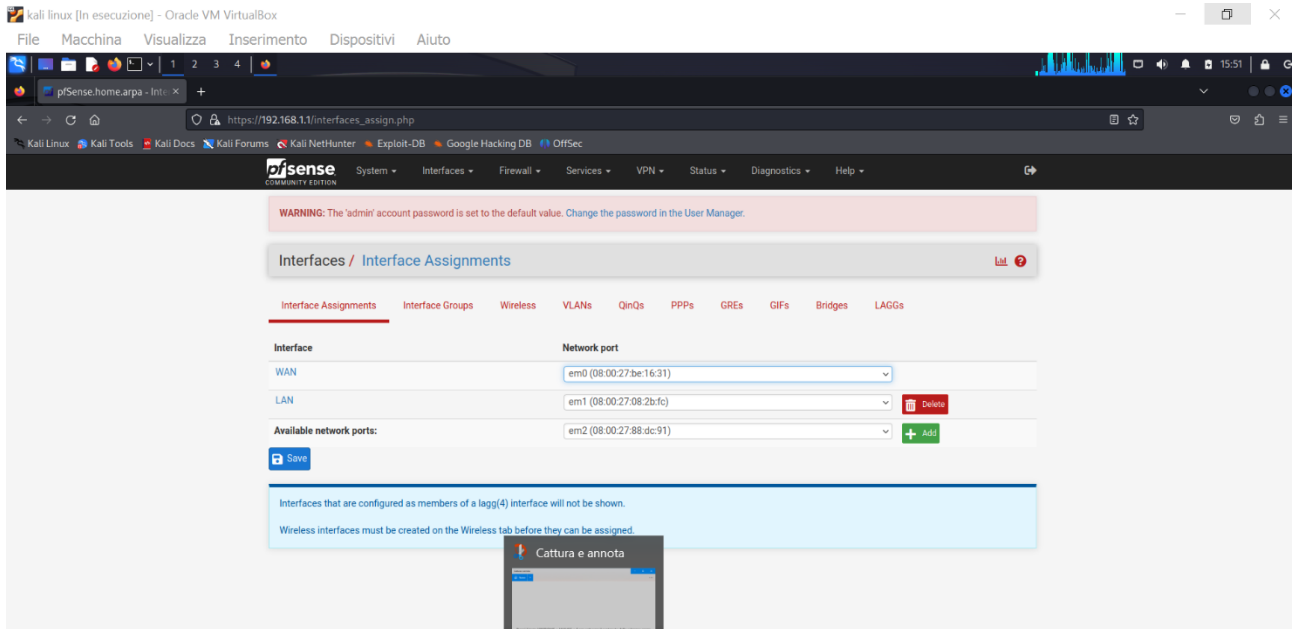 kali linux [In esecuzione] - Oracle VM VirtualBox
File Macchina Visualizza Inserimento Dispositivi Aiuto
1 2 3 4 15:51
pfSense.home.arpa - Inte
https://192.168.1.1/interfaces_assign.php
Kali Linux Kali Tools Kali Docs Kali Forums Kali NetHunter Exploit-DB Google Hacking DB OffSec
pfsense COMMUNITY EDITION System Interfaces Firewall Services VPN Status Diagnostics Help
WARNING: The 'admin' account password is set to the default value. Change the password in the User Manager.
Interfaces / Interface Assignments
Interface Assignments Interface Groups Wireless VLANs QinQs PPPs GREs GIFs Bridges LAGGs
Interface Network port
WAN em0 (08:00:27:be:16:31)
LAN em1 (08:00:27:08:2b:fc) Delete
Available network ports: em2 (08:00:27:88:dc:91) Add
Save
Interfaces that are configured as members of a lagg(4) interface will not be shown.
Wireless interfaces must be created on the Wireless tab before they can be assigned.
Cattura e annota